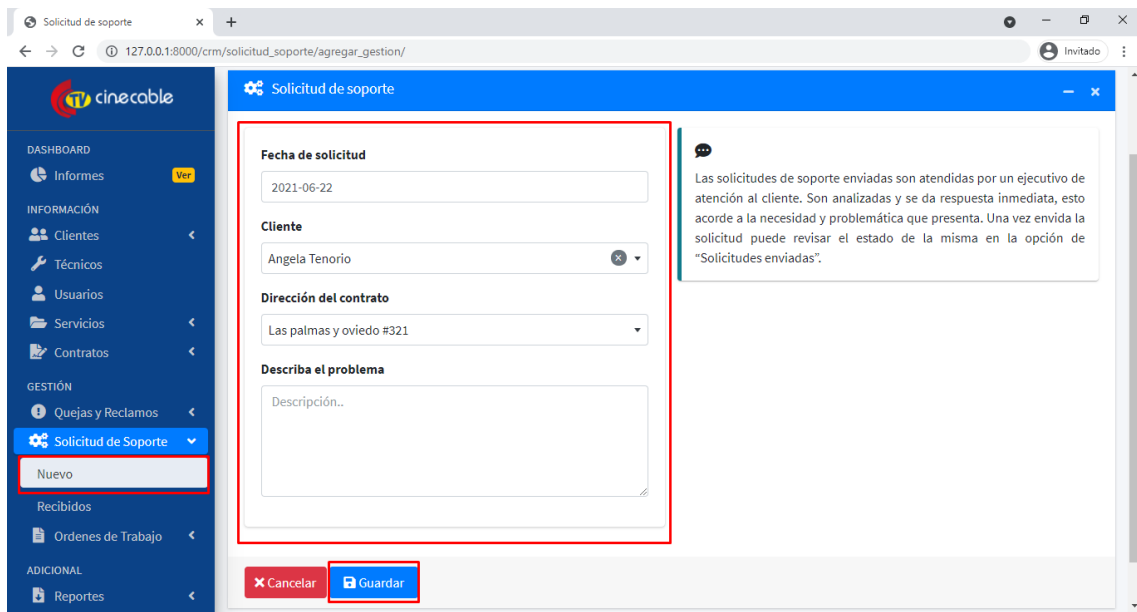 Solicitud de soporte
127.0.0.1:8000/crm/solicitud_soporte/agregar_gestion/
Invitado
TV cinecable
Solicitud de soporte
DASHBOARD
Informes Ver
INFORMACIÓN
Clientes
Técnicos
Usuarios
Servicios
Contratos
GESTIÓN
Quejas y Reclamos
Solicitud de Soporte
Nuevo
Recibidos
Ordenes de Trabajo
ADICIONAL
Reportes
Fecha de solicitud
2021-06-22
Cliente
Angela Tenorio
Dirección del contrato
Las palmas y oviedo #321
Describa el problema
Descripción..
Cancelar
Guardar
Las solicitudes de soporte enviadas son atendidas por un ejecutivo de
atención al cliente. Son analizadas y se da respuesta inmediata, esto
acorde a la necesidad y problemática que presenta. Una vez envida la
solicitud puede revisar el estado de la misma en la opción de
“Solicitudes enviadas”.